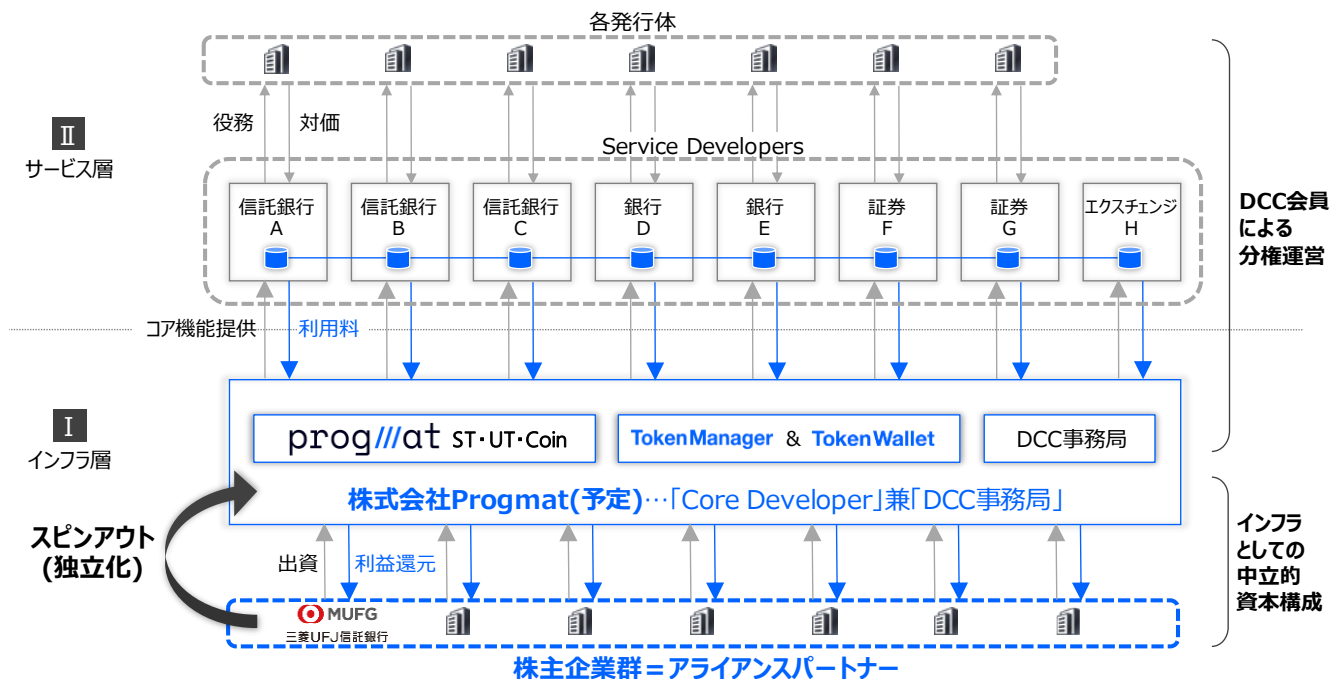 各発行体
役務
対価
Ⅱ
サービス層
Service Developers
信託銀行
A
信託銀行
B
信託銀行
C
銀行
D
銀行
E
証券
F
証券
G
エクスチェンジ
H
DCC会員
による
分権運営
コア機能提供
利用料
Ⅰ
インフラ層
prog///at ST・UT・Coin
TokenManager & TokenWallet
DCC事務局
株式会社Progmat(予定)…「Core Developer」兼「DCC事務局」
スピンアウト
(独立化)
出資
利益還元
インフラ
としての
中立的
資本構成
MUFG
三菱UFJ信託銀行
株主企業群＝アライアンスパートナー